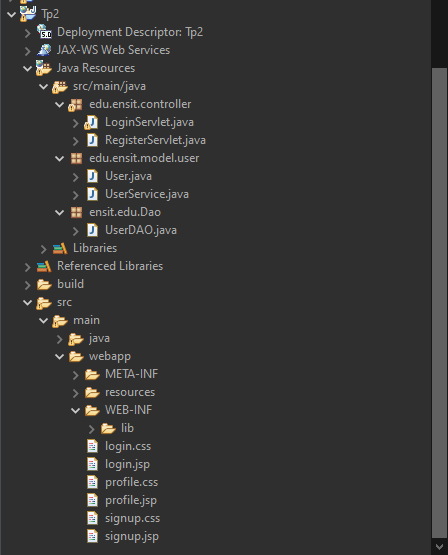 Tp2
Deployment Descriptor: Tp2
JAX-WS Web Services
Java Resources
src/main/java
edu.ensit.controller
LoginServlet.java
RegisterServlet.java
edu.ensit.model.user
User.java
UserService.java
ensit.edu.Dao
UserDAO.java
Libraries
Referenced Libraries
build
src
main
java
webapp
META-INF
resources
WEB-INF
lib
login.css
login.jsp
profile.css
profile.jsp
signup.css
signup.jsp